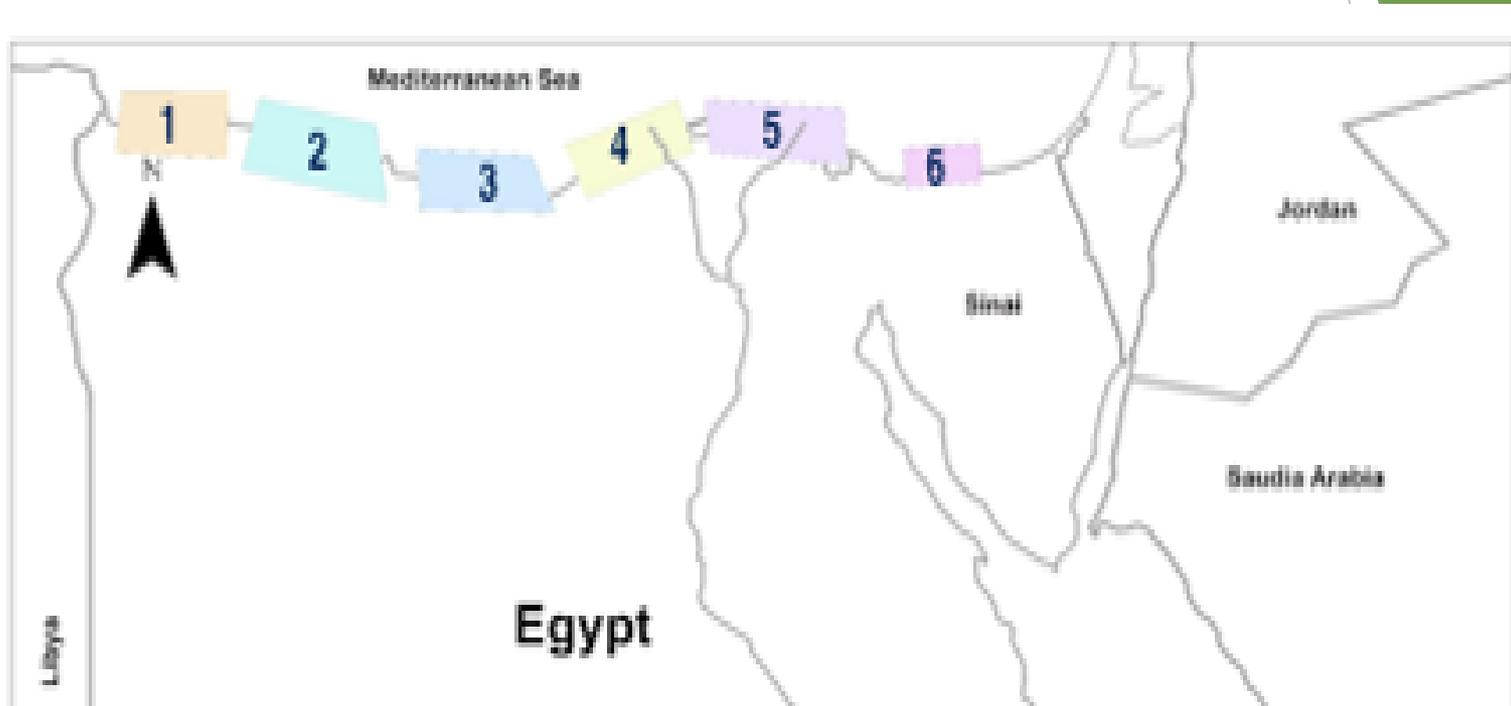 Mediterranean Sea
1
2
3
4
5
6
N
Jordan
Sinai
Saudia Arabia
Egypt
Libya